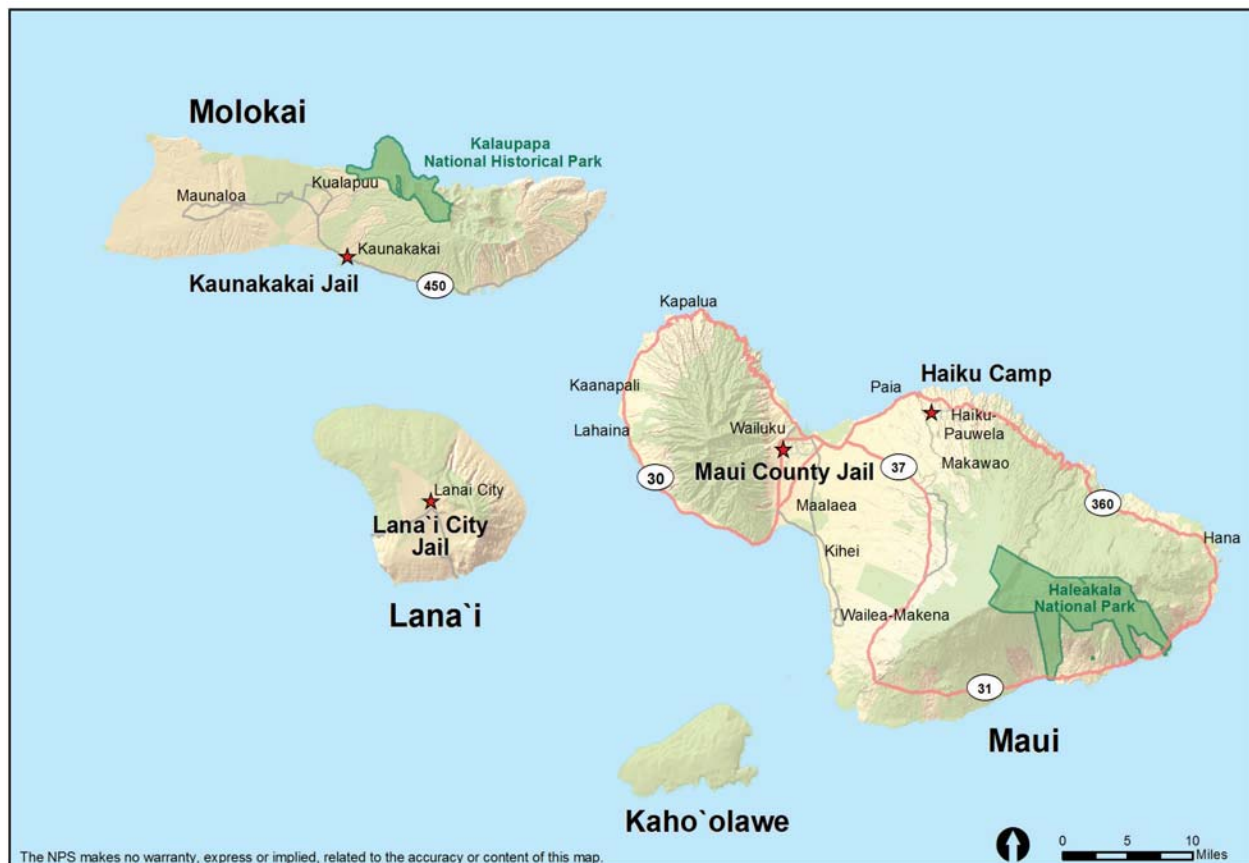 Molokai
Kalaupapa
National Historical Park
Kualapuu
Maunaloa
Kaunakakai
Kaunakakai Jail
450
Kapalua
Kaanapali
Lahaina
30
Wailuku
Maui County Jail
Maalaea
Kihei
Wailea-Makena
Paia
Haiku Camp
Haiku-
Pauwela
Makawao
37
360
Hana
Haleakala
National Park
31
Maui
Lanai City
Lana`i City
Jail
Lana`i
Kaho`olawe
0 5 10
Miles
The NPS makes no warranty, express or implied, related to the accuracy or content of this map.